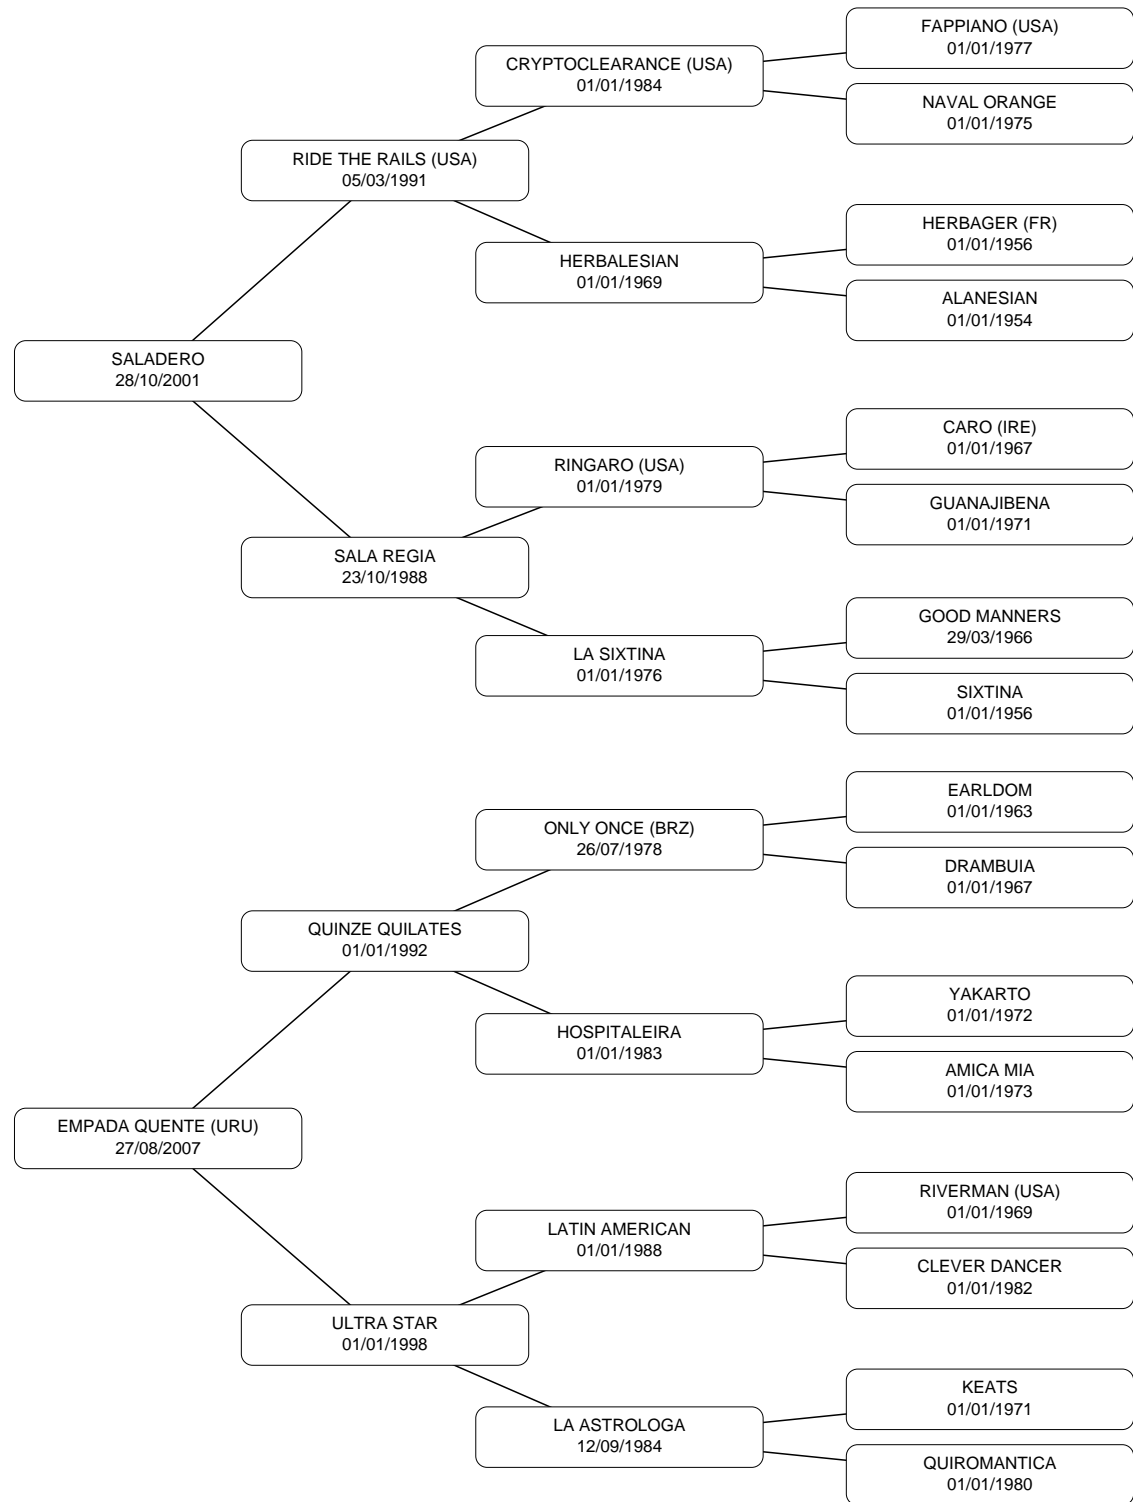 FAPPIANO (USA)
01/01/1977
CRYPTOCLEARANCE (USA)
01/01/1984
NAVAL ORANGE
01/01/1975
RIDE THE RAILS (USA)
05/03/1991
HERBAGER (FR)
01/01/1956
HERBALESIAN
01/01/1969
ALANESIAN
01/01/1954
SALADERO
28/10/2001
CARO (IRE)
01/01/1967
RINGARO (USA)
01/01/1979
GUANAJIBENA
01/01/1971
SALA REGIA
23/10/1988
GOOD MANNERS
29/03/1966
LA SIXTINA
01/01/1976
SIXTINA
01/01/1956
EARLDOM
01/01/1963
ONLY ONCE (BRZ)
26/07/1978
DRAMBUIA
01/01/1967
QUINZE QUILATES
01/01/1992
YAKARTO
01/01/1972
HOSPITALEIRA
01/01/1983
AMICA MIA
01/01/1973
EMPADA QUENTE (URU)
27/08/2007
RIVERMAN (USA)
01/01/1969
LATIN AMERICAN
01/01/1988
CLEVER DANCER
01/01/1982
ULTRA STAR
01/01/1998
KEATS
01/01/1971
LA ASTROLOGA
12/09/1984
QUIROMANTICA
01/01/1980